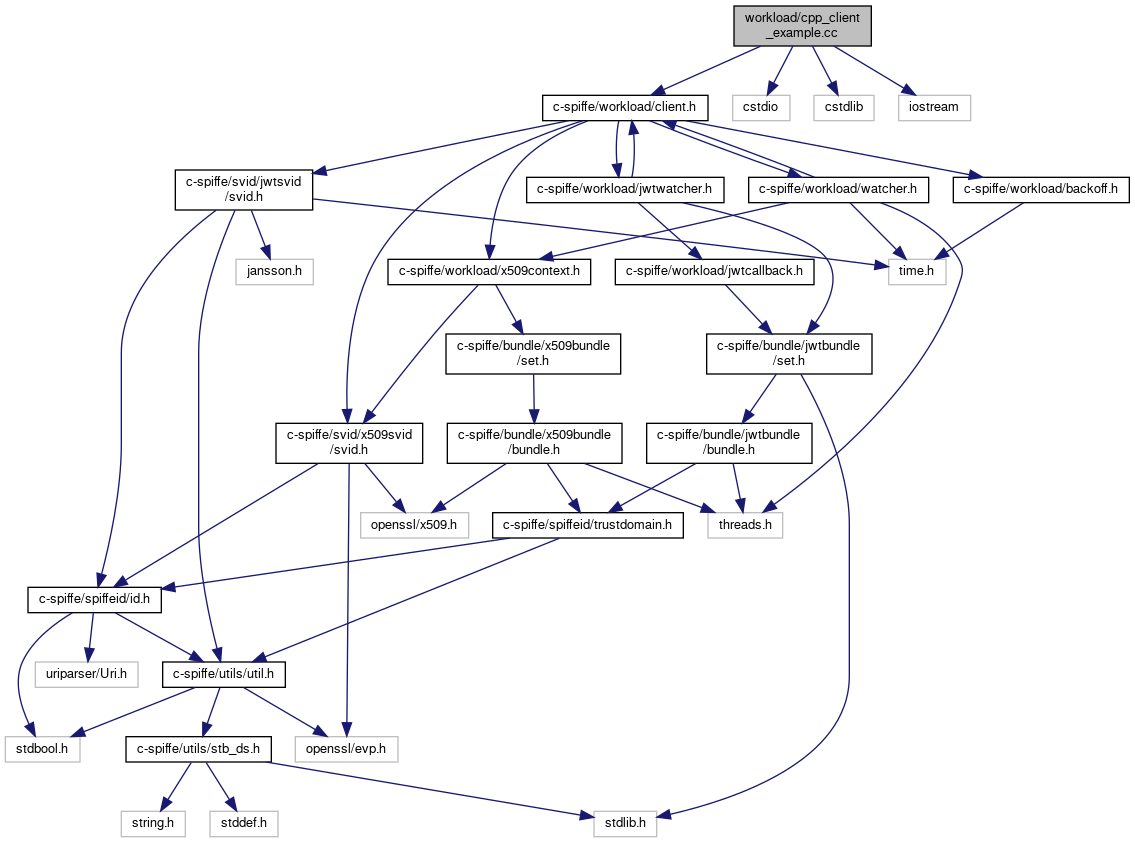 workload/cpp_client
_example.cc
c-spiffe/workload/client.h
cstdio
cstdlib
iostream
c-spiffe/svid/jwtsvid
/svid.h
c-spiffe/workload/jwtwatcher.h
c-spiffe/workload/watcher.h
c-spiffe/workload/backoff.h
jansson.h
c-spiffe/workload/x509context.h
c-spiffe/workload/jwtcallback.h
time.h
c-spiffe/bundle/x509bundle
/set.h
c-spiffe/bundle/jwtbundle
/set.h
c-spiffe/svid/x509svid
/svid.h
c-spiffe/bundle/x509bundle
/bundle.h
c-spiffe/bundle/jwtbundle
/bundle.h
openssl/x509.h
c-spiffe/spiffeid/trustdomain.h
threads.h
c-spiffe/spiffeid/id.h
uriparser/Uri.h
c-spiffe/utils/util.h
stdbool.h
c-spiffe/utils/stb_ds.h
openssl/evp.h
string.h
stddef.h
stdlib.h